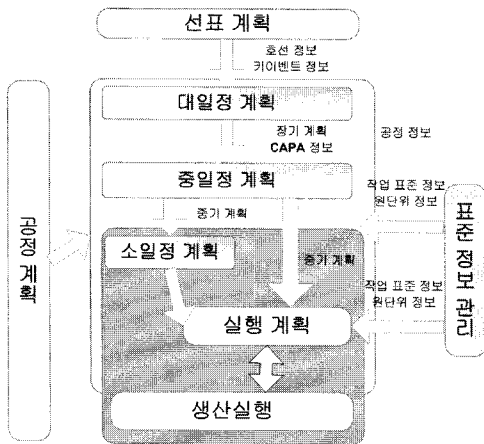 선표 계획
호선 정보
키이벤트 정보
대일정 계획
장기 계획
CAPA 정보
공정 정보
중일정 계획
작업 표준 정보
원단위 정보
중기 계획
소일정 계획
중기 계획
작업 표준 정보
원단위 정보
실행 계획
생산실행
공정 계획
표준 정보 관리